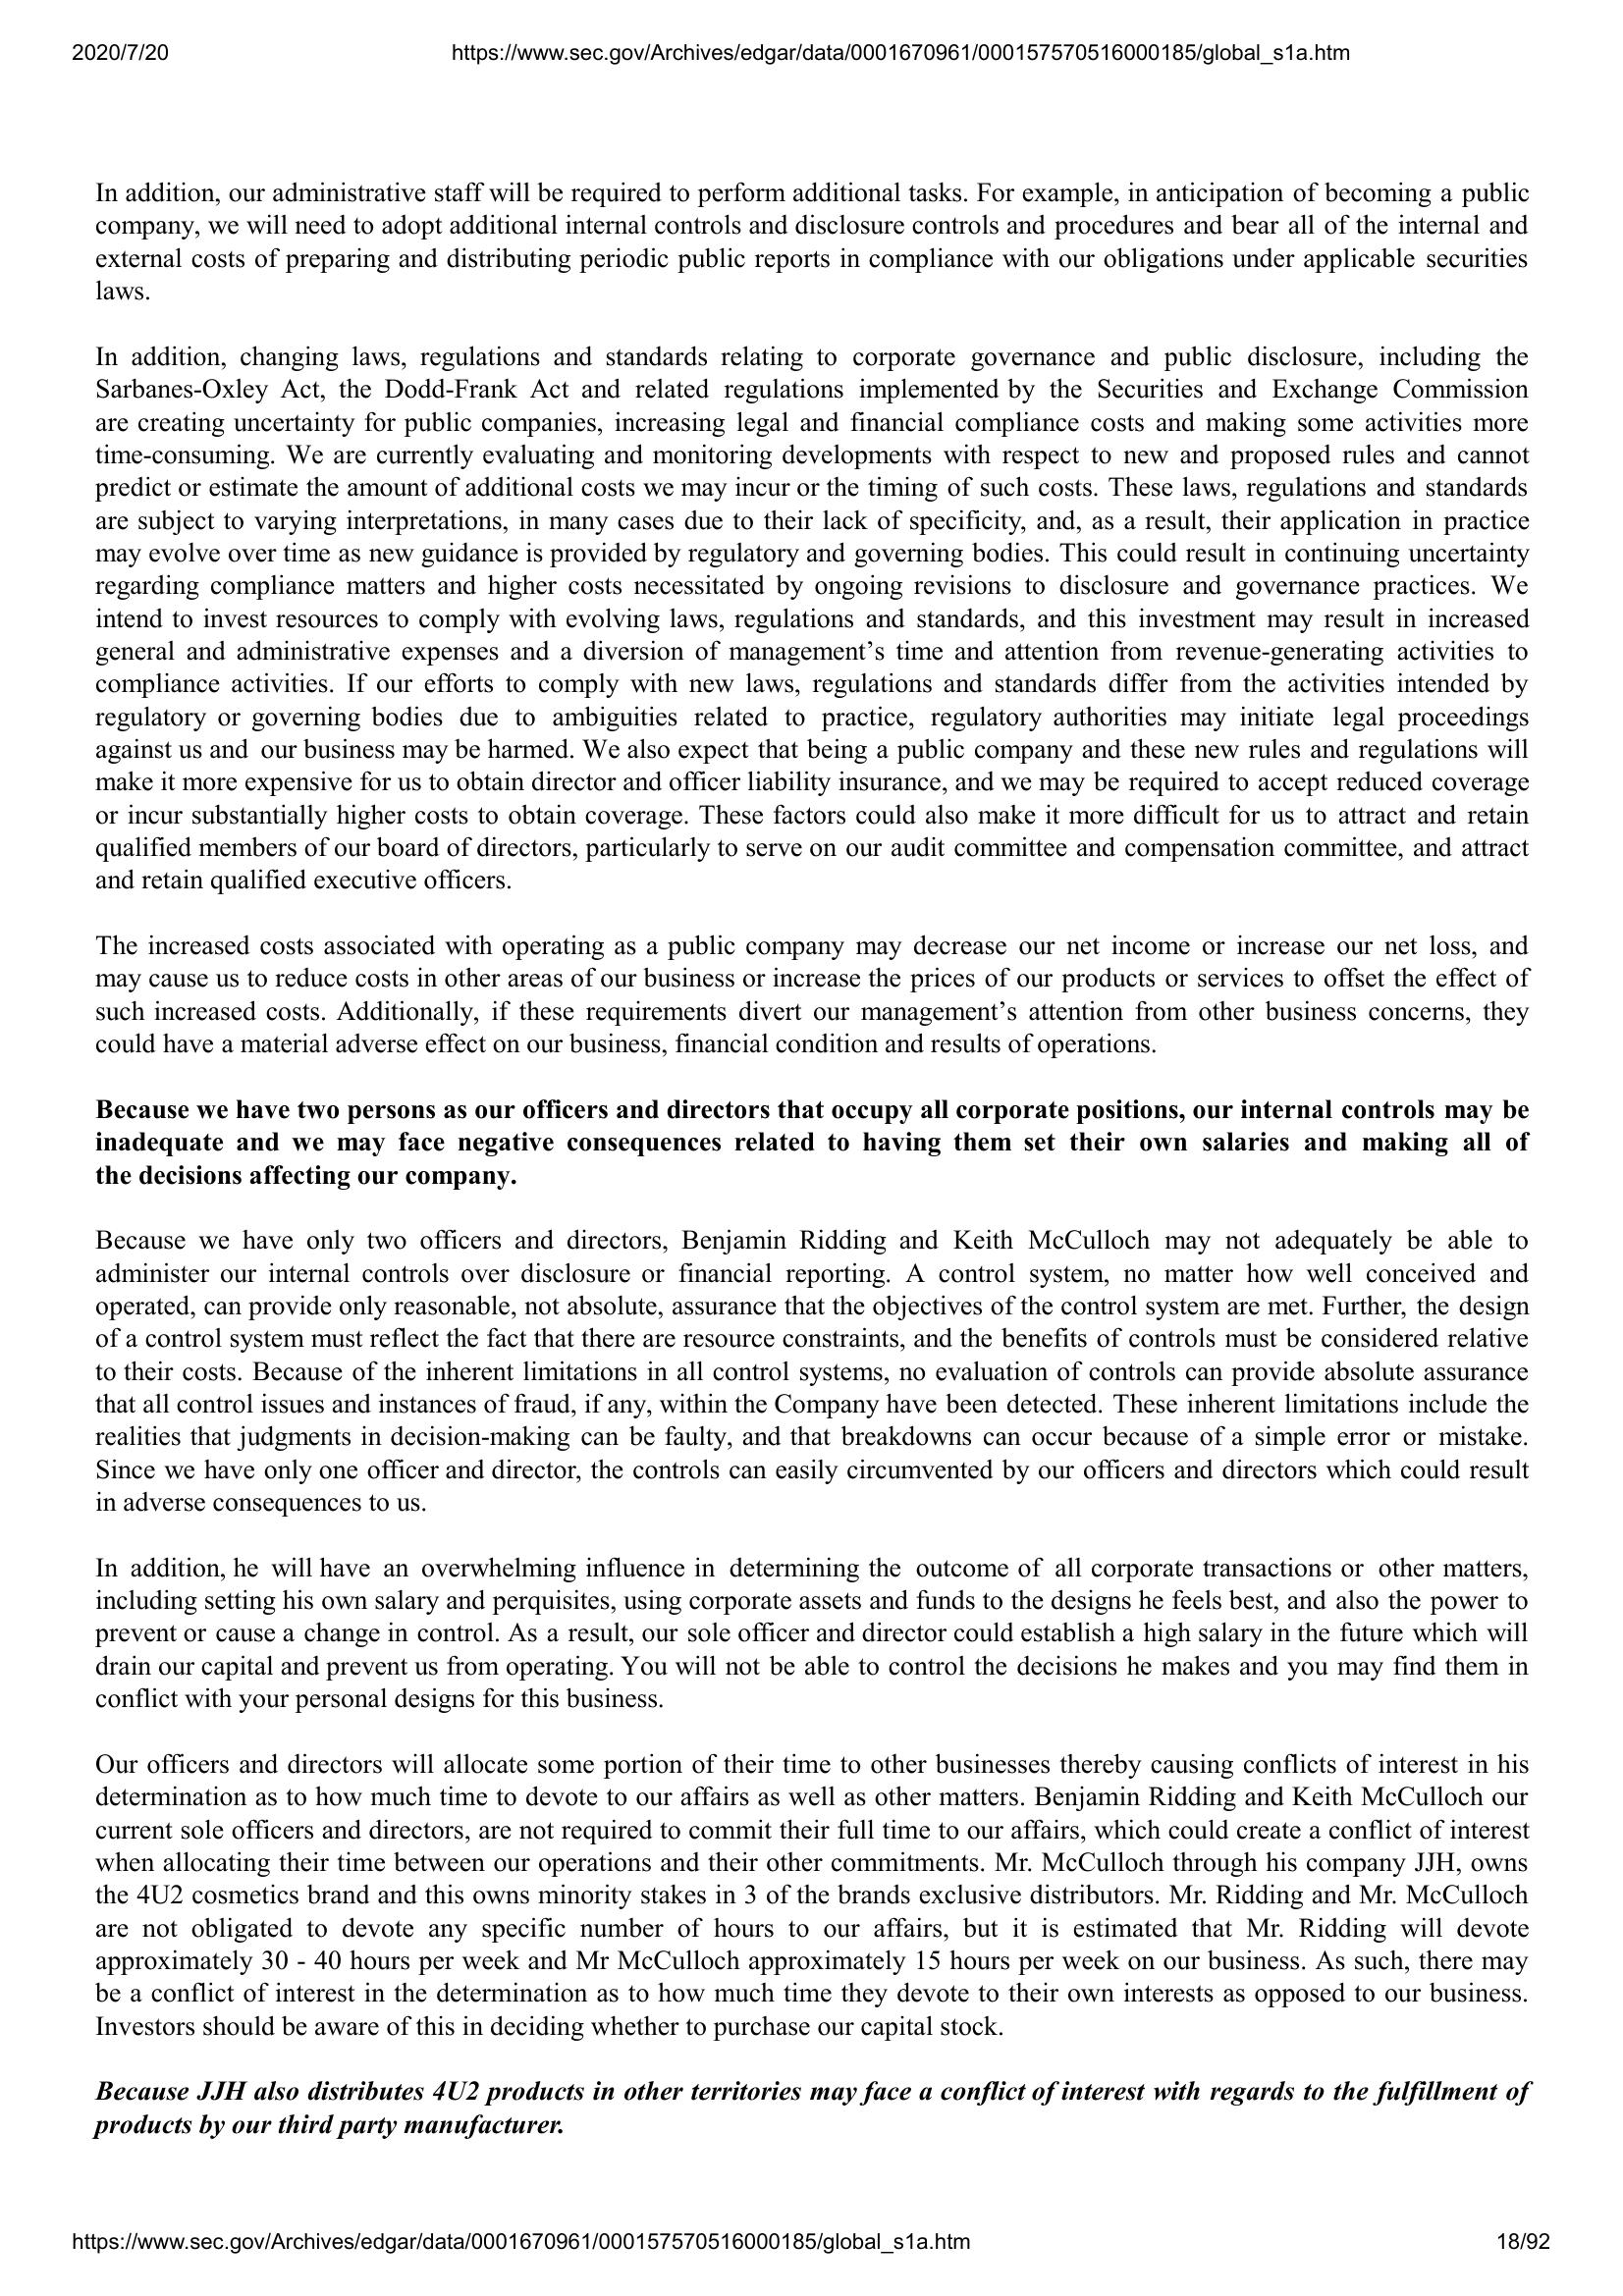 2020/7/20
https://www.sec.gov/Archives/edgar/data/0001670961/000157570516000185/global_s1a.htm
In addition, our administrative staff will be required to perform additional tasks. For example, in anticipation of becoming a public
company, we will need to adopt additional internal controls and disclosure controls and procedures and bear all of the internal and
external costs of preparing and distributing periodic public reports in compliance with our obligations under applicable securities
laws.
In addition, changing laws, regulations and standards relating to corporate governance and public disclosure, including the
Sarbanes-Oxley Act, the Dodd-Frank Act and related regulations implemented by the Securities and Exchange Commission
are creating uncertainty for public companies, increasing legal and financial compliance costs and making some activities more
time-consuming. We are currently evaluating and monitoring developments with respect to new and proposed rules and cannot
predict or estimate the amount of additional costs we may incur or the timing of such costs. These laws, regulations and standards
are subject to varying interpretations, in many cases due to their lack of specificity, and, as a result, their application in practice
may evolve over time as new guidance is provided by regulatory and governing bodies. This could result in continuing uncertainty
regarding compliance matters and higher costs necessitated by ongoing revisions to disclosure and governance practices. We
intend to invest resources to comply with evolving laws, regulations and standards, and this investment may result in increased
general and administrative expenses and a diversion of management’s time and attention from revenue-generating activities to
compliance activities. If our efforts to comply with new laws, regulations and standards differ from the activities intended by
regulatory or governing bodies due to ambiguities related to practice, regulatory authorities may initiate legal proceedings
against us and our business may be harmed. We also expect that being a public company and these new rules and regulations will
make it more expensive for us to obtain director and officer liability insurance, and we may be required to accept reduced coverage
or incur substantially higher costs to obtain coverage. These factors could also make it more difficult for us to attract and retain
qualified members of our board of directors, particularly to serve on our audit committee and compensation committee, and attract
and retain qualified executive officers.
The increased costs associated with operating as a public company may decrease our net income or increase our net loss, and
may cause us to reduce costs in other areas of our business or increase the prices of our products or services to offset the effect of
such increased costs. Additionally, if these requirements divert our management’s attention from other business concerns, they
could have a material adverse effect on our business, financial condition and results of operations.
Because we have two persons as our officers and directors that occupy all corporate positions, our internal controls may be
inadequate and we may face negative consequences related to having them set their own salaries and making all of
the decisions affecting our company.
Because we have only two officers and directors, Benjamin Ridding and Keith McCulloch may not adequately be able to
administer our internal controls over disclosure or financial reporting. A control system, no matter how well conceived and
operated, can provide only reasonable, not absolute, assurance that the objectives of the control system are met. Further, the design
of a control system must reflect the fact that there are resource constraints, and the benefits of controls must be considered relative
to their costs. Because of the inherent limitations in all control systems, no evaluation of controls can provide absolute assurance
that all control issues and instances of fraud, if any, within the Company have been detected. These inherent limitations include the
realities that judgments in decision-making can be faulty, and that breakdowns can occur because of a simple error or mistake.
Since we have only one officer and director, the controls can easily circumvented by our officers and directors which could result
in adverse consequences to us.
In addition, he will have an overwhelming influence in determining the outcome of all corporate transactions or other matters,
including setting his own salary and perquisites, using corporate assets and funds to the designs he feels best, and also the power to
prevent or cause a change in control. As a result, our sole officer and director could establish a high salary in the future which will
drain our capital and prevent us from operating. You will not be able to control the decisions he makes and you may find them in
conflict with your personal designs for this business.
Our officers and directors will allocate some portion of their time to other businesses thereby causing conflicts of interest in his
determination as to how much time to devote to our affairs as well as other matters. Benjamin Ridding and Keith McCulloch our
current sole officers and directors, are not required to commit their full time to our affairs, which could create a conflict of interest
when allocating their time between our operations and their other commitments. Mr. McCulloch through his company JJH, owns
the 4U2 cosmetics brand and this owns minority stakes in 3 of the brands exclusive distributors. Mr. Ridding and Mr. McCulloch
are not obligated to devote any specific number of hours to our affairs, but it is estimated that Mr. Ridding will devote
approximately 30 - 40 hours per week and Mr McCulloch approximately 15 hours per week on our business. As such, there may
be a conflict of interest in the determination as to how much time they devote to their own interests as opposed to our business.
Investors should be aware of this in deciding whether to purchase our capital stock.
Because JJH also distributes 4U2 products in other territories may face a conflict of interest with regards to the fulfillment of
products by our third party manufacturer.
https://www.sec.gov/Archives/edgar/data/0001670961/000157570516000185/global_s1a.htm
18/92